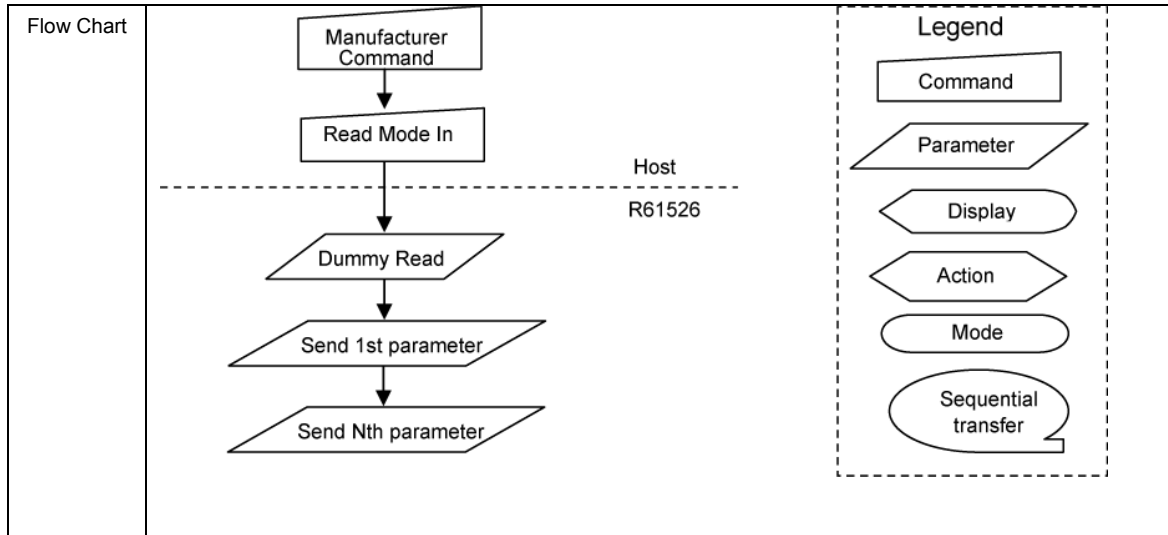 Flow Chart
Manufacturer
Command
Read Mode In
Host
R61526
Dummy Read
Send 1st parameter
Send Nth parameter
Legend
Command
Parameter
Display
Action
Mode
Sequential
transfer